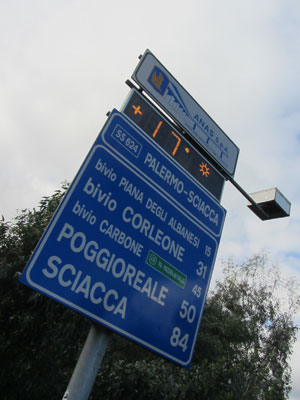 ANAS S.p.A.
+17°
SS 624
PALERMO-SCIACCA
bivio PIANA DEGLI ALBANESI 15
bivio CORLEONE 31
bivio CARBONE 45
POGGIOREALE 50
SCIACCA 84